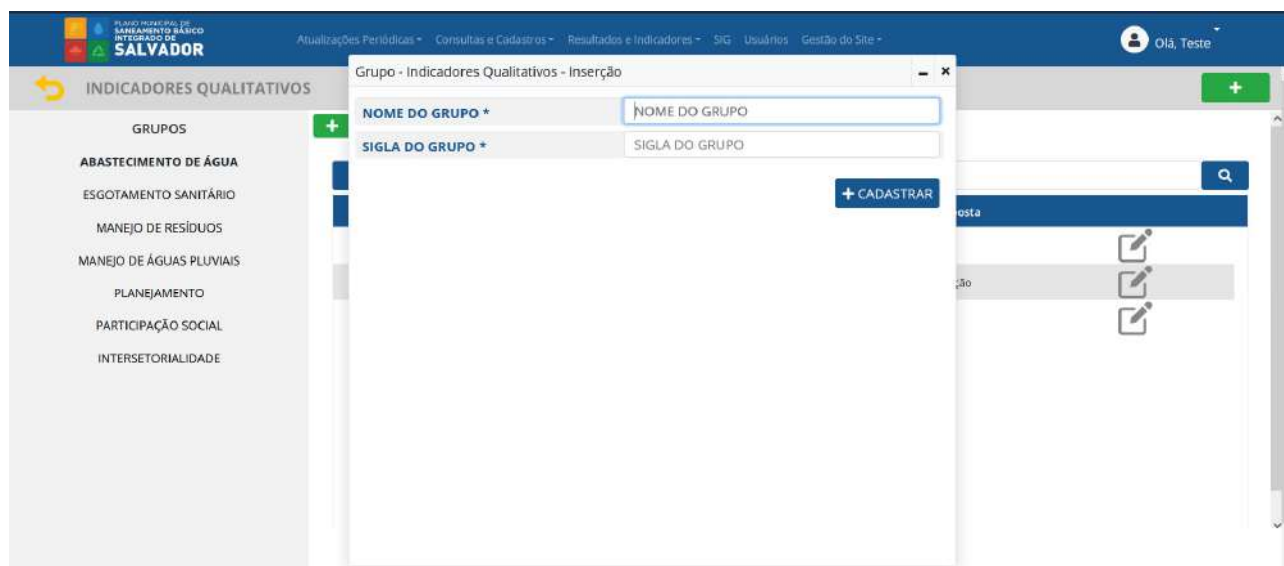 PLANO MUNICIPAL DE
SANEAMENTO BÁSICO
INTEGRADO DE
SALVADOR
Atualizações Periódicas Consultas e Cadastros Resultados e Indicadores SIG Usuários Gestão do Site
Olá, Teste
INDICADORES QUALITATIVOS
Grupo - Indicadores Qualitativos - Inserção
NOME DO GRUPO * NOME DO GRUPO
SIGLA DO GRUPO * SIGLA DO GRUPO
+ CADASTRAR
GRUPOS
ABASTECIMENTO DE ÁGUA
ESGOTAMENTO SANITÁRIO
MANEJO DE RESÍDUOS
MANEJO DE ÁGUAS PLUVIAIS
PLANEJAMENTO
PARTICIPAÇÃO SOCIAL
INTERSETORIALIDADE
osta
ção